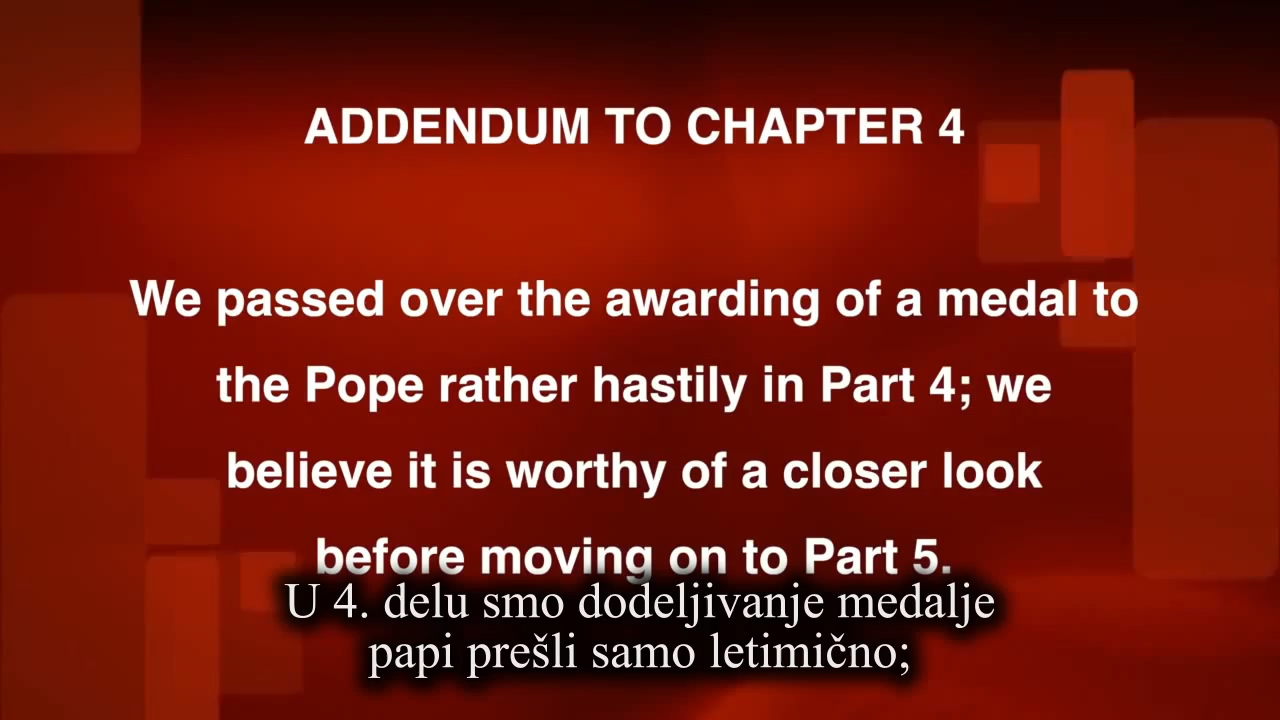 ADDENDUM TO CHAPTER 4
We passed over the awarding of a medal to
the Pope rather hastily in Part 4; we
believe it is worthy of a closer look
before moving on to Part 5.
U 4. delu smo dodeljivanje medalje
papi prešli samo letimično;